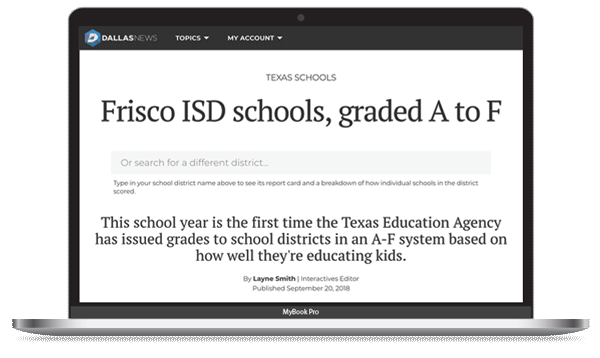 DALLASNEWS TOPICS MY ACCOUNT
TEXAS SCHOOLS
Frisco ISD schools, graded A to F
Or search for a different district...
Type in your school district name above to see its report card and a breakdown of how individual schools in the district
scored.
This school year is the first time the Texas Education Agency
has issued grades to school districts in an A-F system based on
how well they're educating kids.
By Layne Smith | Interactives Editor
Published September 20, 2018
MyBook Pro